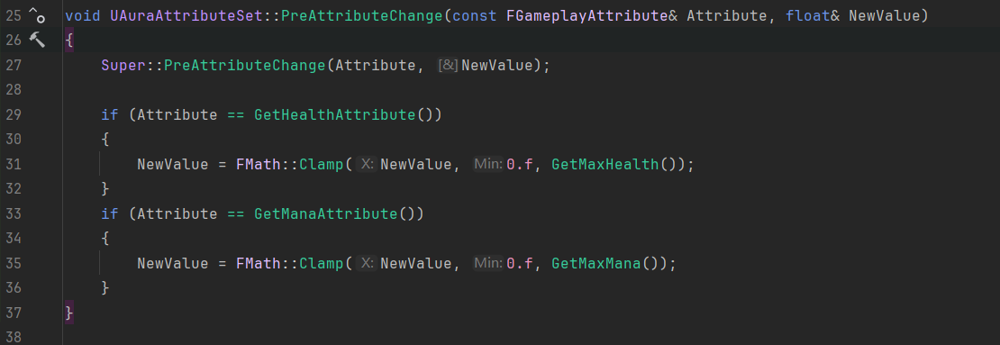 25 void UAuraAttributeSet::PreAttributeChange(const FGameplayAttribute& Attribute, float& NewValue)
26 {
27     Super::PreAttributeChange(Attribute, [&]NewValue);
28
29     if (Attribute == GetHealthAttribute())
30     {
31         NewValue = FMath::Clamp( X: NewValue, Min: 0.f, GetMaxHealth());
32     }
33     if (Attribute == GetManaAttribute())
34     {
35         NewValue = FMath::Clamp( X: NewValue, Min: 0.f, GetMaxMana());
36     }
37 }
38